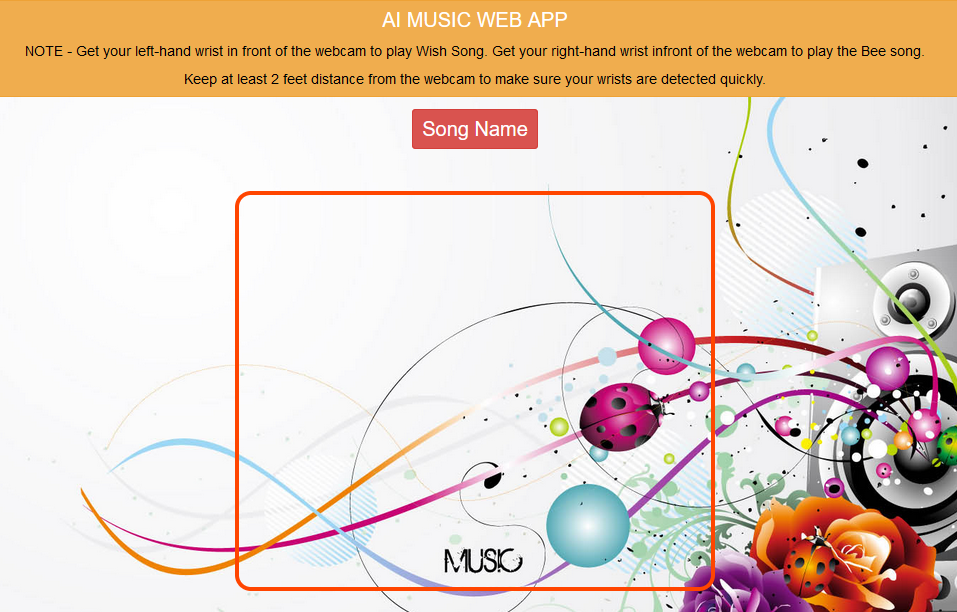 AI MUSIC WEB APP
NOTE - Get your left-hand wrist in front of the webcam to play Wish Song. Get your right-hand wrist infront of the webcam to play the Bee song.
Keep at least 2 feet distance from the webcam to make sure your wrists are detected quickly.
Song Name
MUSIC